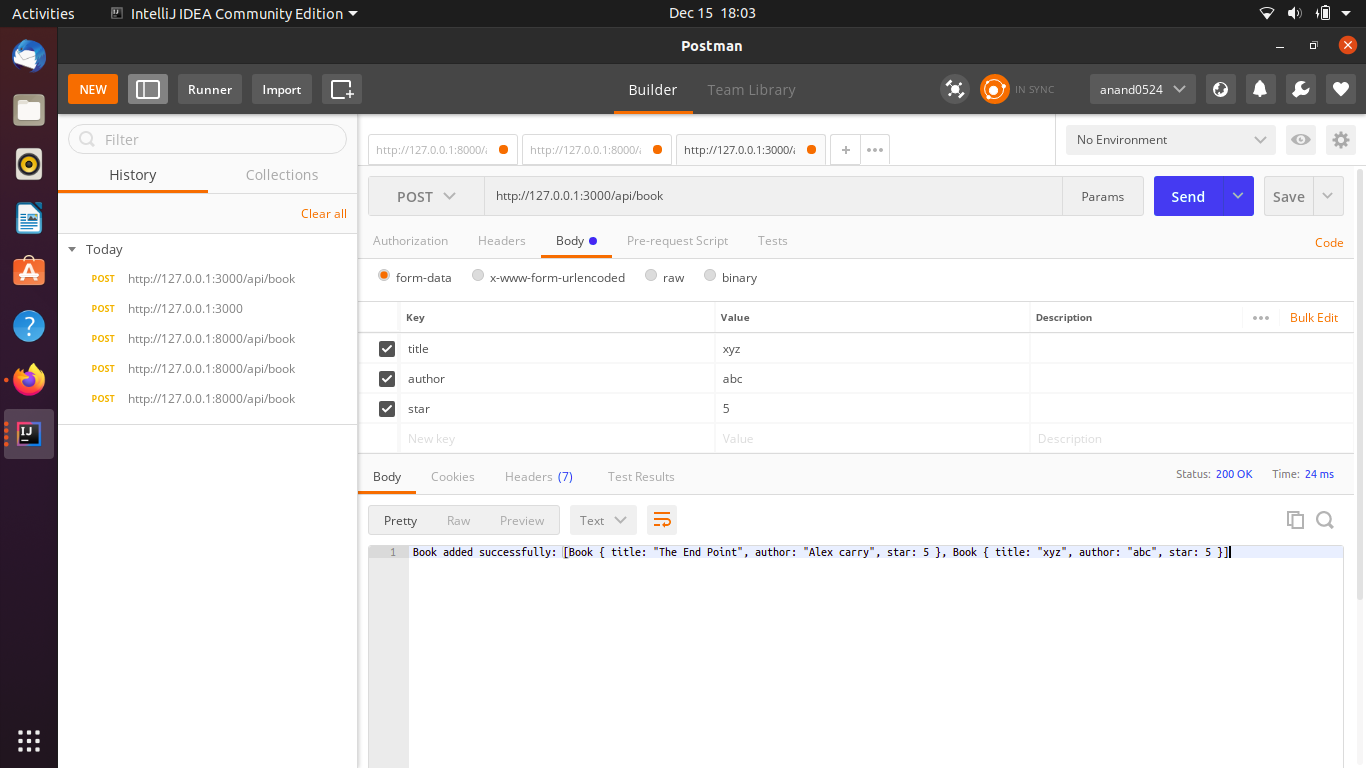 Activities IntelliJ IDEA Community Edition Dec 15 18:03
Postman
NEW Runner Import Builder Team Library IN SYNC anand0524
Filter
http://127.0.0.1:8000/a http://127.0.0.1:8000/a http://127.0.0.1:3000/a + ••• No Environment
History Collections
Clear all
Today
POST http://127.0.0.1:3000/api/book
POST http://127.0.0.1:3000
POST http://127.0.0.1:8000/api/book
POST http://127.0.0.1:8000/api/book
POST http://127.0.0.1:8000/api/book
POST http://127.0.0.1:3000/api/book Params Send Save
Authorization Headers Body Pre-request Script Tests Code
form-data x-www-form-urlencoded raw binary
Key Value Description ••• Bulk Edit
title xyz
author abc
star 5
New key Value Description
Body Cookies Headers (7) Test Results Status: 200 OK Time: 24 ms
Pretty Raw Preview Text
1 Book added successfully: [Book { title: "The End Point", author: "Alex carry", star: 5 }, Book { title: "xyz", author: "abc", star: 5 }]
IJ